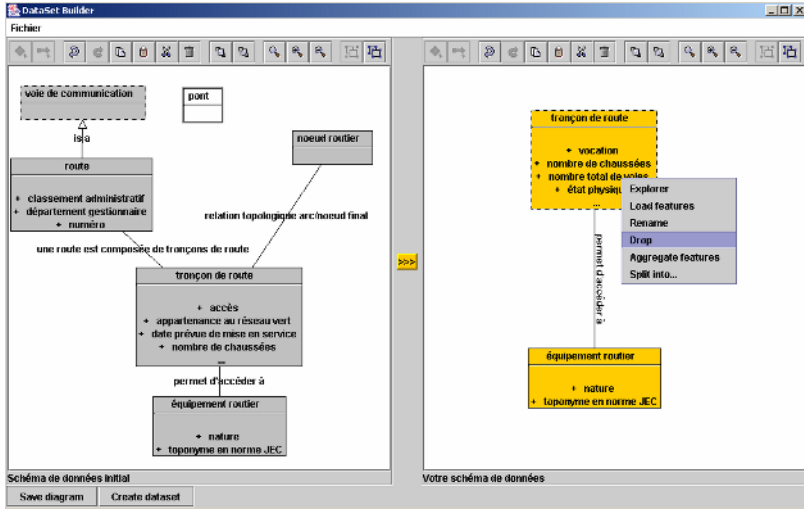 DataSet Builder
Fichier
voie de communication
pont
is a
noeud routier
route
+ classement administratif
+ département gestionnaire
+ numéro
relation topologique arc/noeud final
une route est composée de tronçons de route
tronçon de route
+ accès
+ appartenance au réseau vert
+ date prévue de mise en service
+ nombre de chaussées
...
permet d'accéder à
équipement routier
+ nature
+ toponyme en norme JEC
Schéma de données initial
Save diagram
Create dataset
>>>
tronçon de route
+ vocation
+ nombre de chaussées
+ nombre total de voies
+ état physiqu
...
Explorer
Load features
Rename
Drop
Aggregate features
Split into...
permet d'accéder à
équipement routier
+ nature
+ toponyme en norme JEC
Votre schéma de données